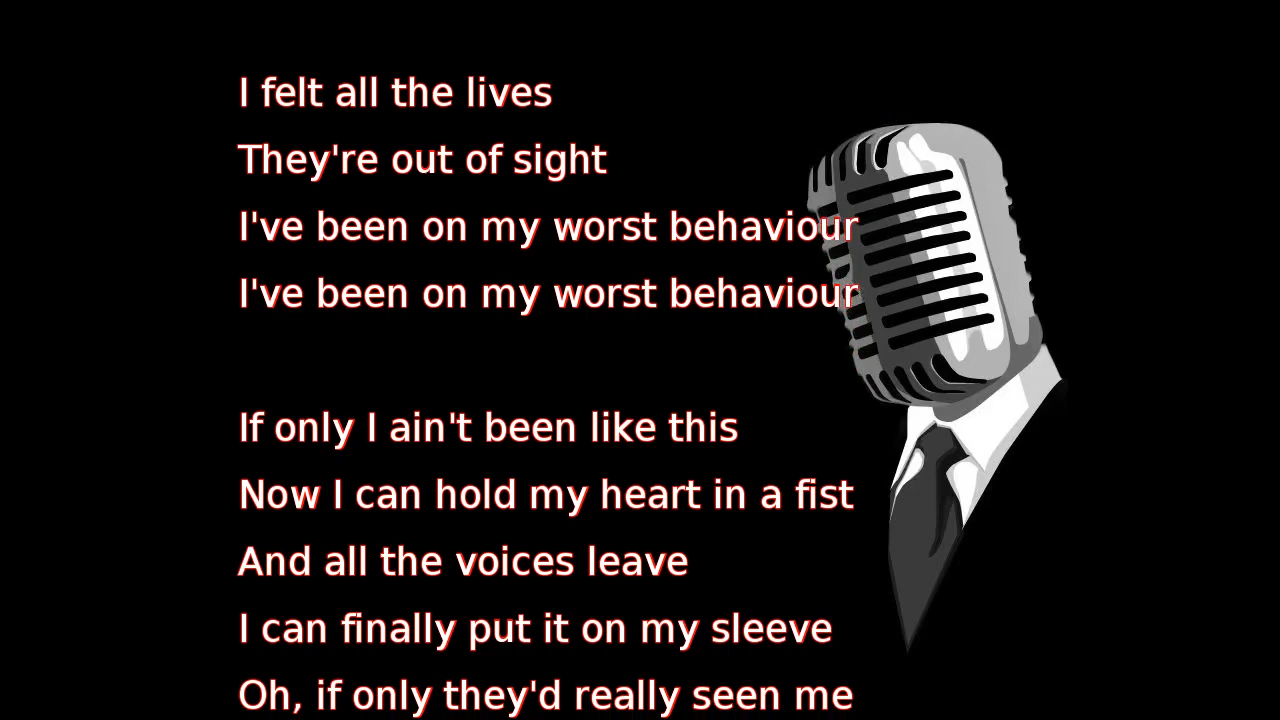 I felt all the lives
They're out of sight
I've been on my worst behaviour
I've been on my worst behaviour
If only I ain't been like this
Now I can hold my heart in a fist
And all the voices leave
I can finally put it on my sleeve
Oh, if only they'd really seen me